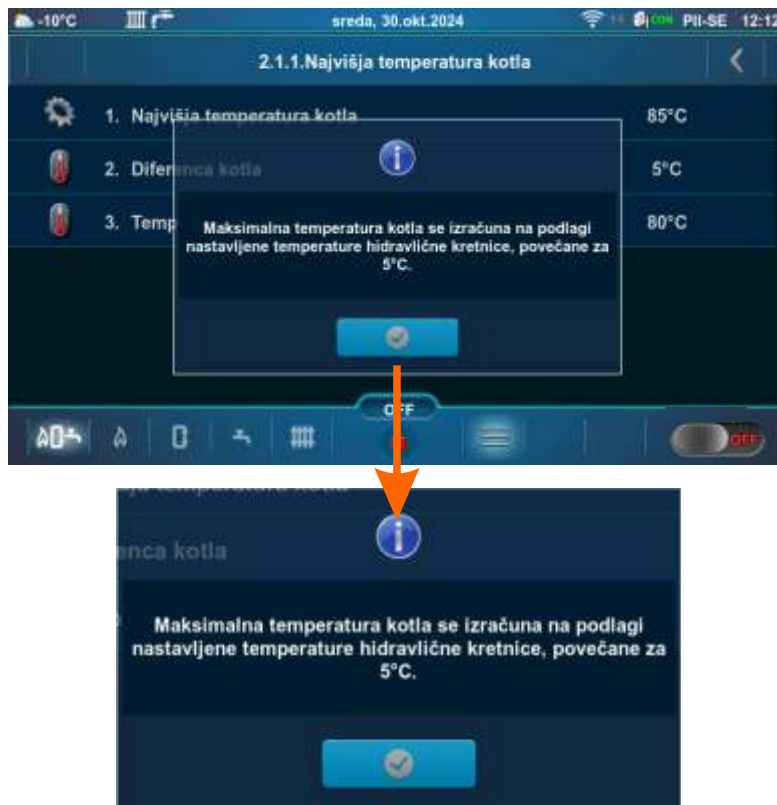 -10°C sreda, 30.okt.2024 PII-SE 12:12
2.1.1.Najvišja temperatura kotla
1. Najvišja temperatura kotla 85°C
2. Diferenca kotla 5°C
3. Temp 80°C
Maksimalna temperatura kotla se izračuna na podlagi
nastavljene temperature hidravlične kretnice, povečane za
5°C.
OFF
OFF
enca kotla
Maksimalna temperatura kotla se izračuna na podlagi
nastavljene temperature hidravlične kretnice, povečane za
5°C.